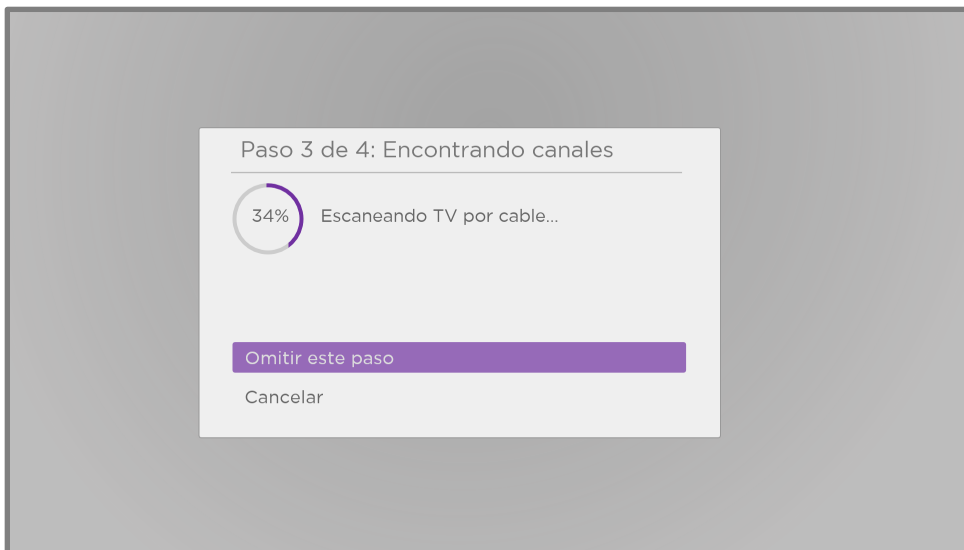 Paso 3 de 4: Encontrando canales
34%
Escaneando TV por cable...
Omitir este paso
Cancelar